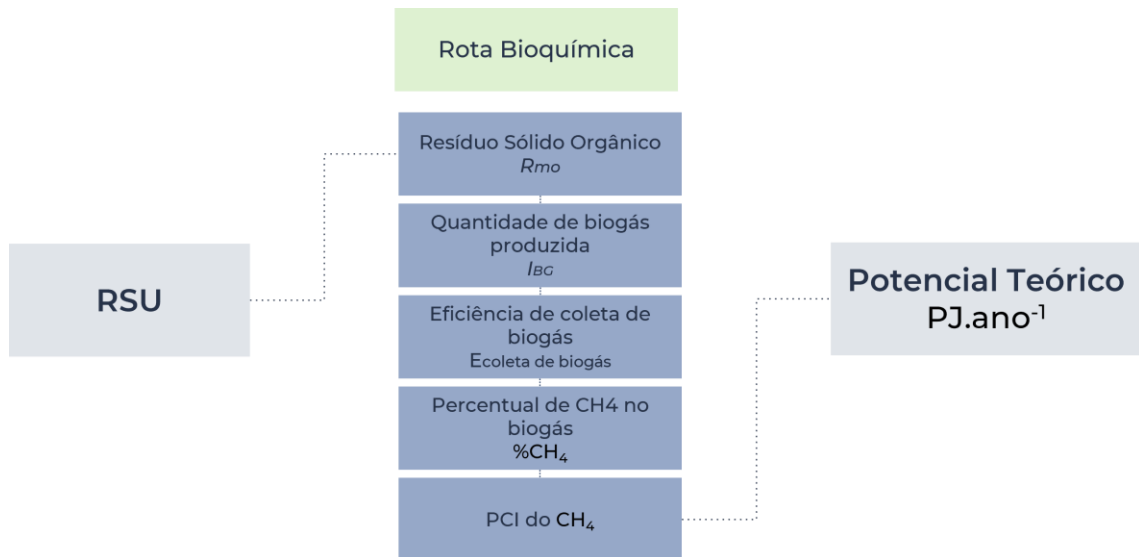 Rota Bioquímica
Resíduo Sólido Orgânico
Rmo
Quantidade de biogás
produzida
IBG
Eficiência de coleta de
biogás
Ecoleta de biogás
Percentual de CH4 no
biogás
%CH₄
PCI do CH₄
RSU
Potencial Teórico
PJ.ano⁻¹